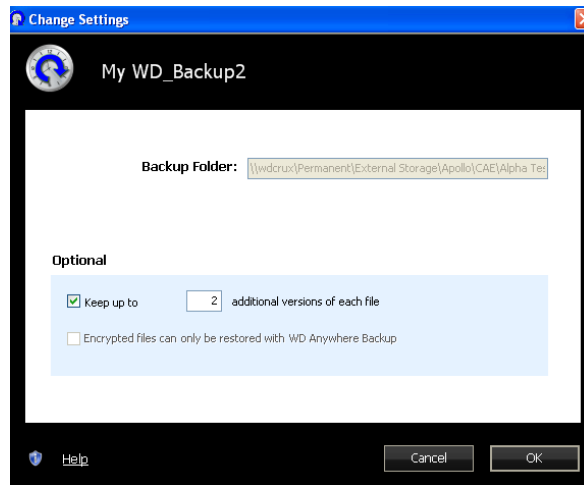 Change Settings
My WD_Backup2
Backup Folder: \\wdcrux\Permanent\External Storage\Apollo\CAE\Alpha Tes
Optional
Keep up to 2 additional versions of each file
Encrypted files can only be restored with WD Anywhere Backup
Help Cancel OK